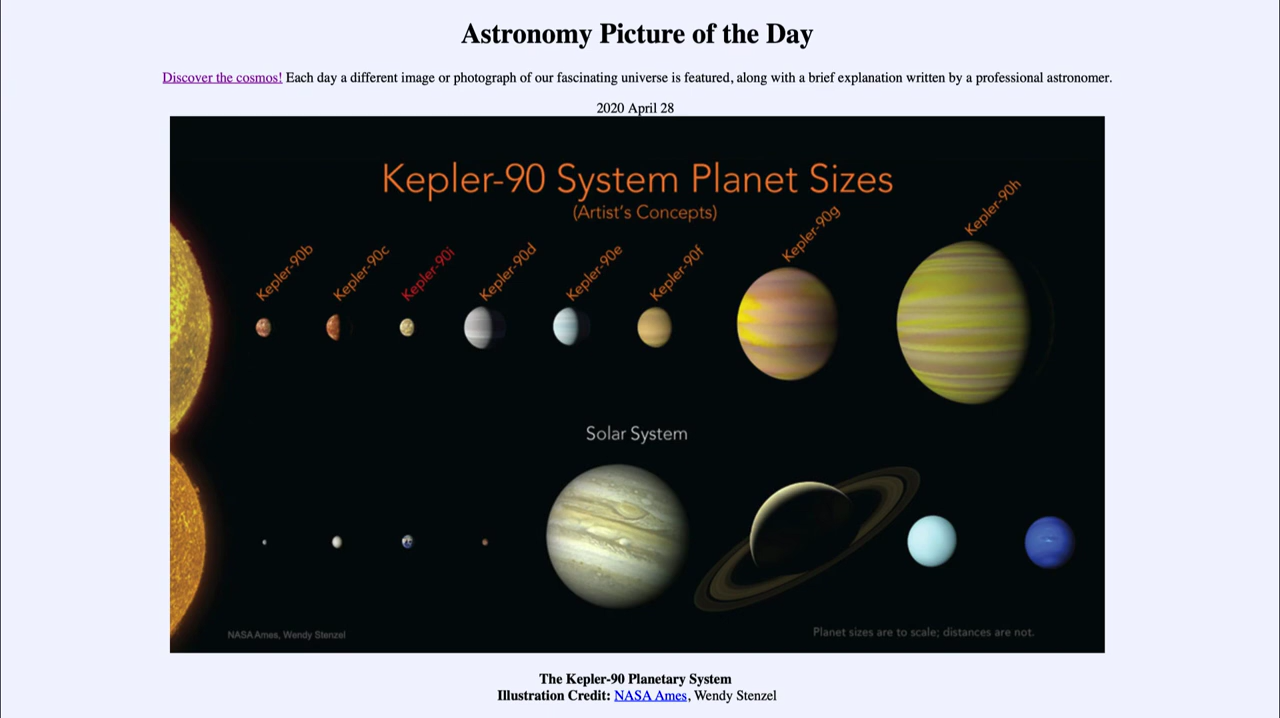 Astronomy Picture of the Day
Discover the cosmos! Each day a different image or photograph of our fascinating universe is featured, along with a brief explanation written by a professional astronomer.
2020 April 28
Kepler-90 System Planet Sizes
(Artist's Concepts)
Kepler-90b
Kepler-90c
Kepler-90i
Kepler-90d
Kepler-90e
Kepler-90f
Kepler-90g
Kepler-90h
Solar System
NASA Ames, Wendy Stenzel
Planet sizes are to scale; distances are not.
The Kepler-90 Planetary System
Illustration Credit: NASA Ames, Wendy Stenzel